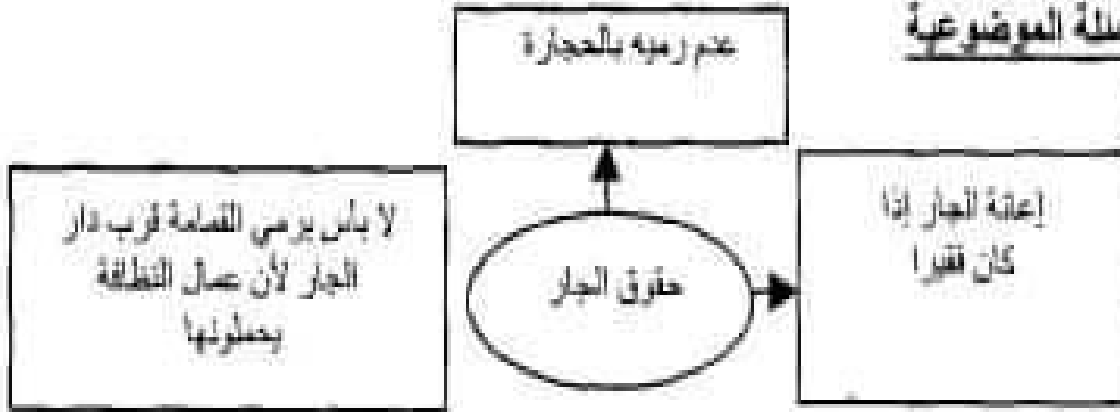 الموضوعية
عدم رميه بالحجارة
إعانة الجار إذا
كان فقيرا
حقوق الجار
لا بأس برمي القمامة قرب دار
الجار لأن عمال النظافة
يحملونها